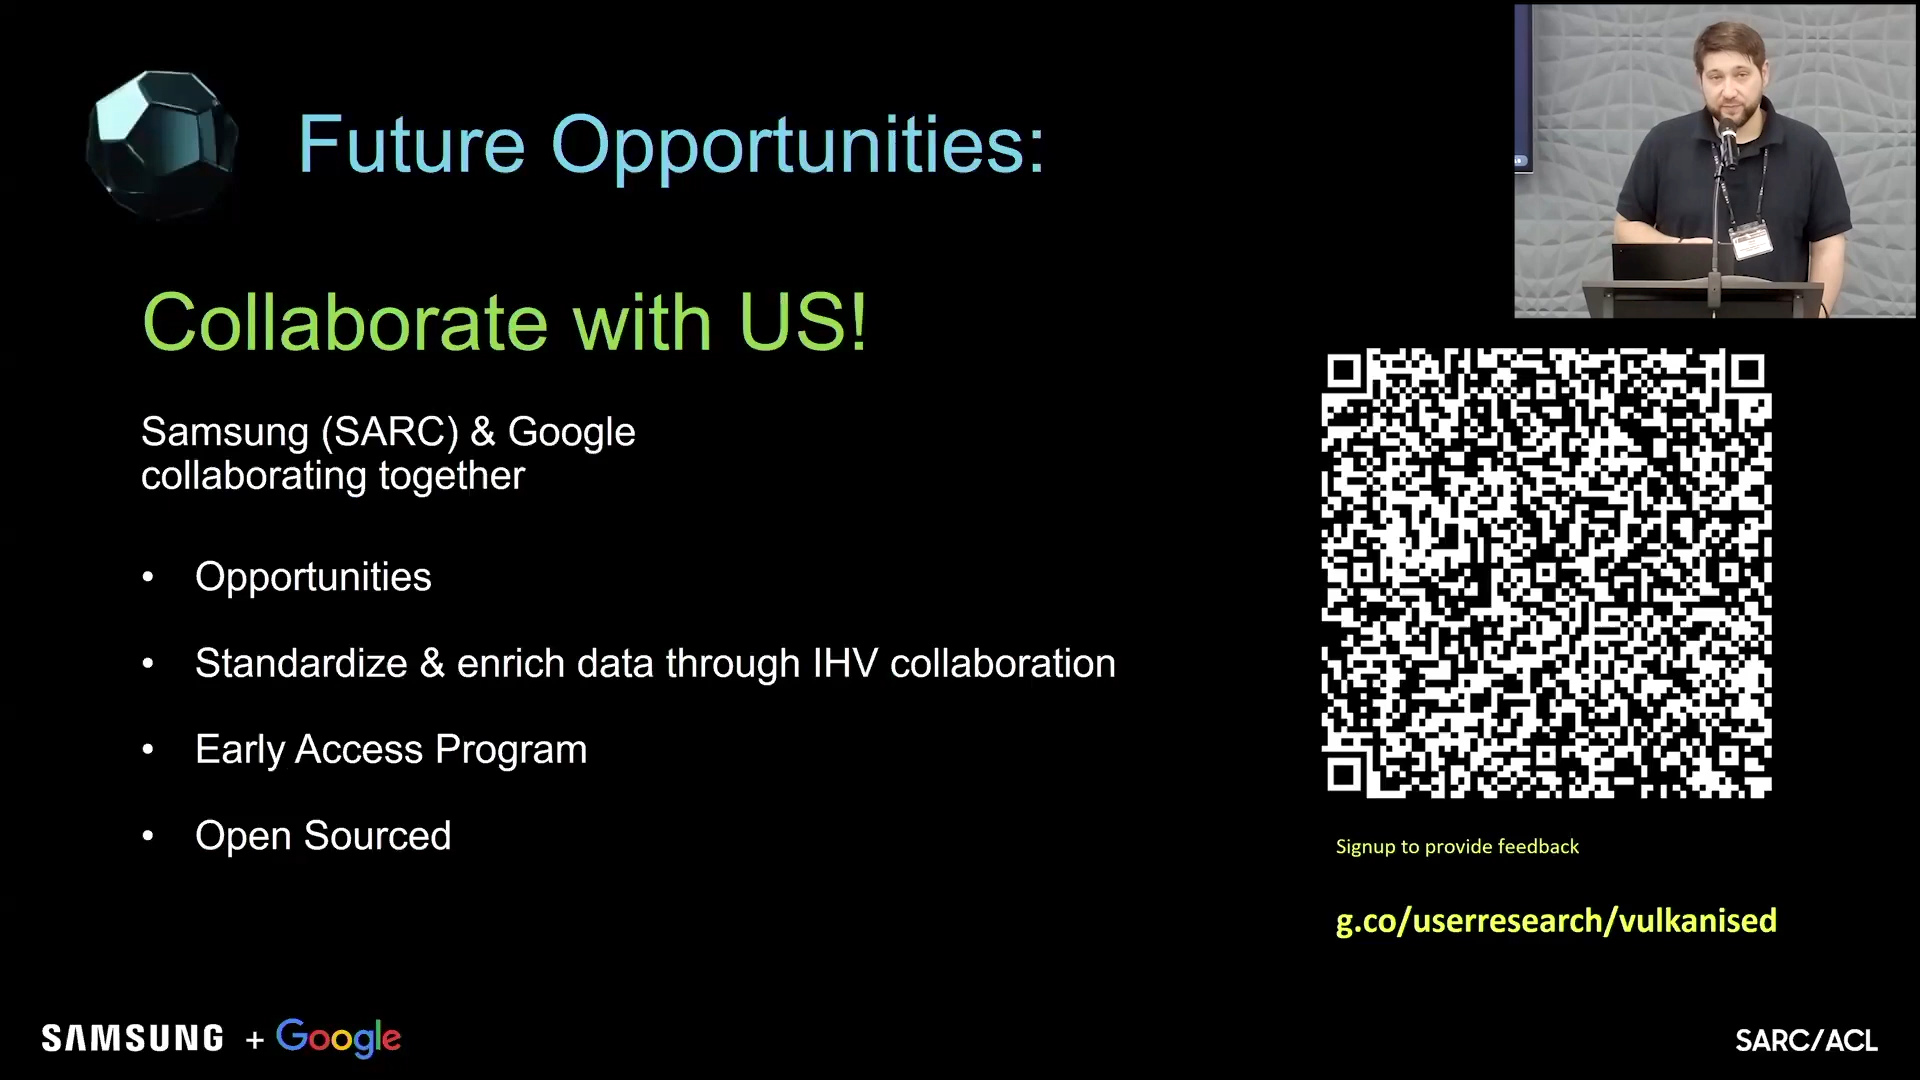 Future Opportunities:
Collaborate with US!
Samsung (SARC) & Google
collaborating together
• Opportunities
• Standardize & enrich data through IHV collaboration
• Early Access Program
• Open Sourced
Signup to provide feedback
g.co/userresearch/vulkanised
SAMSUNG + Google
SARC/ACL